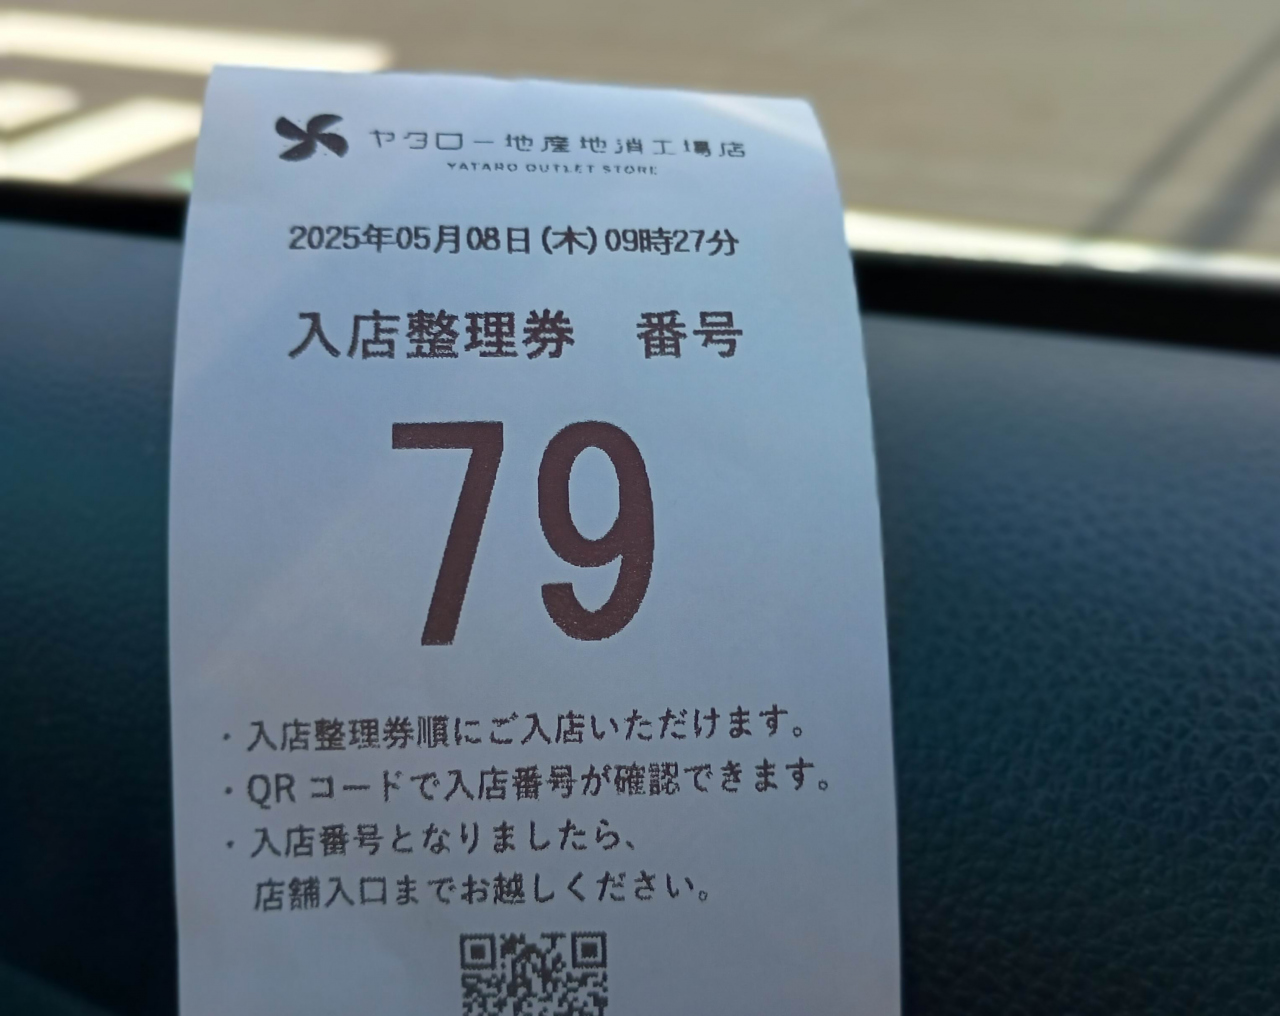 ヤタロー地産地消工場店
YATARO OUTLET STORE
2025年05月08日(木)09時27分
入店整理券 番号
79
・入店整理券順にご入店いただけます。
・QRコードで入店番号が確認できます。
・入店番号となりましたら、
店舗入口までお越しください。